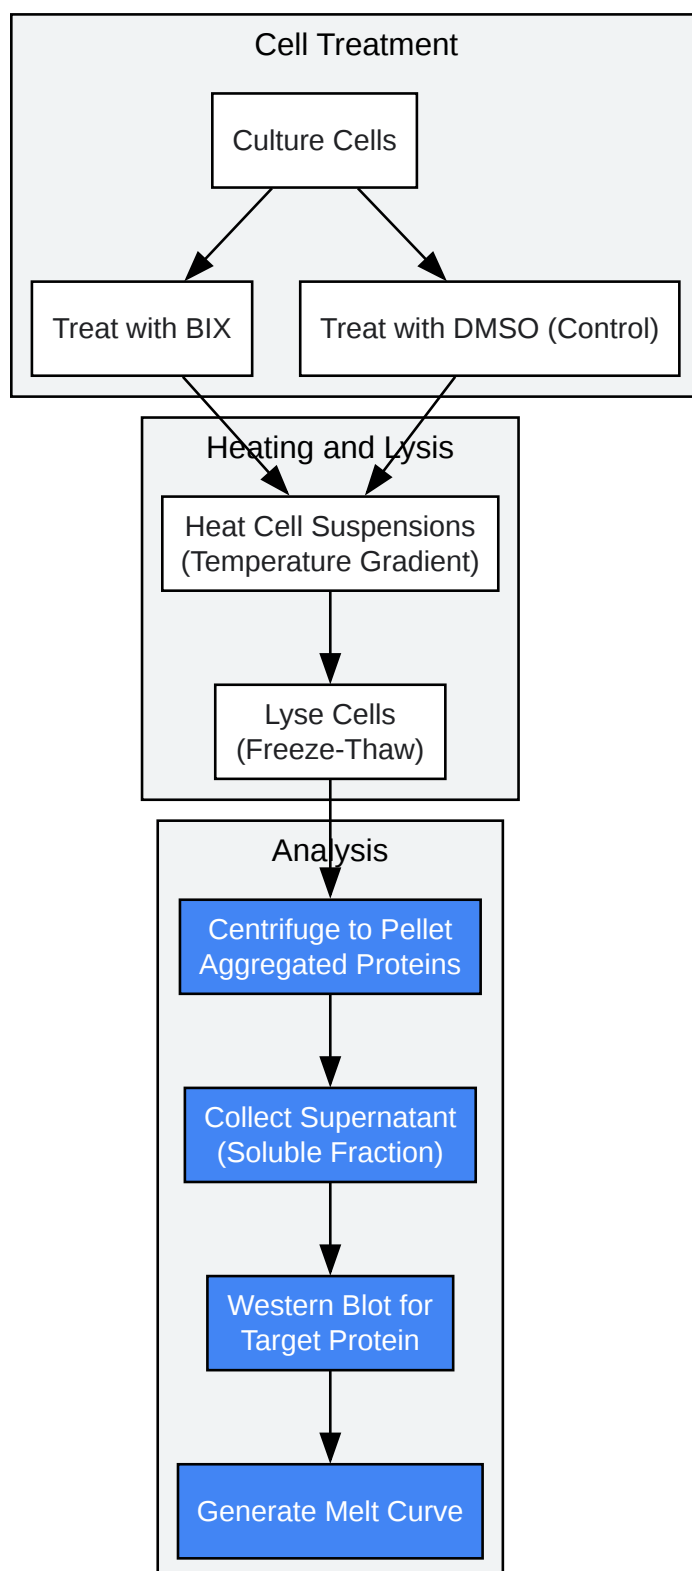 Cell Treatment
Culture Cells
Treat with BIX
Treat with DMSO (Control)
Heating and Lysis
Heat Cell Suspensions
(Temperature Gradient)
Lyse Cells
(Freeze-Thaw)
Analysis
Centrifuge to Pellet
Aggregated Proteins
Collect Supernatant
(Soluble Fraction)
Western Blot for
Target Protein
Generate Melt Curve